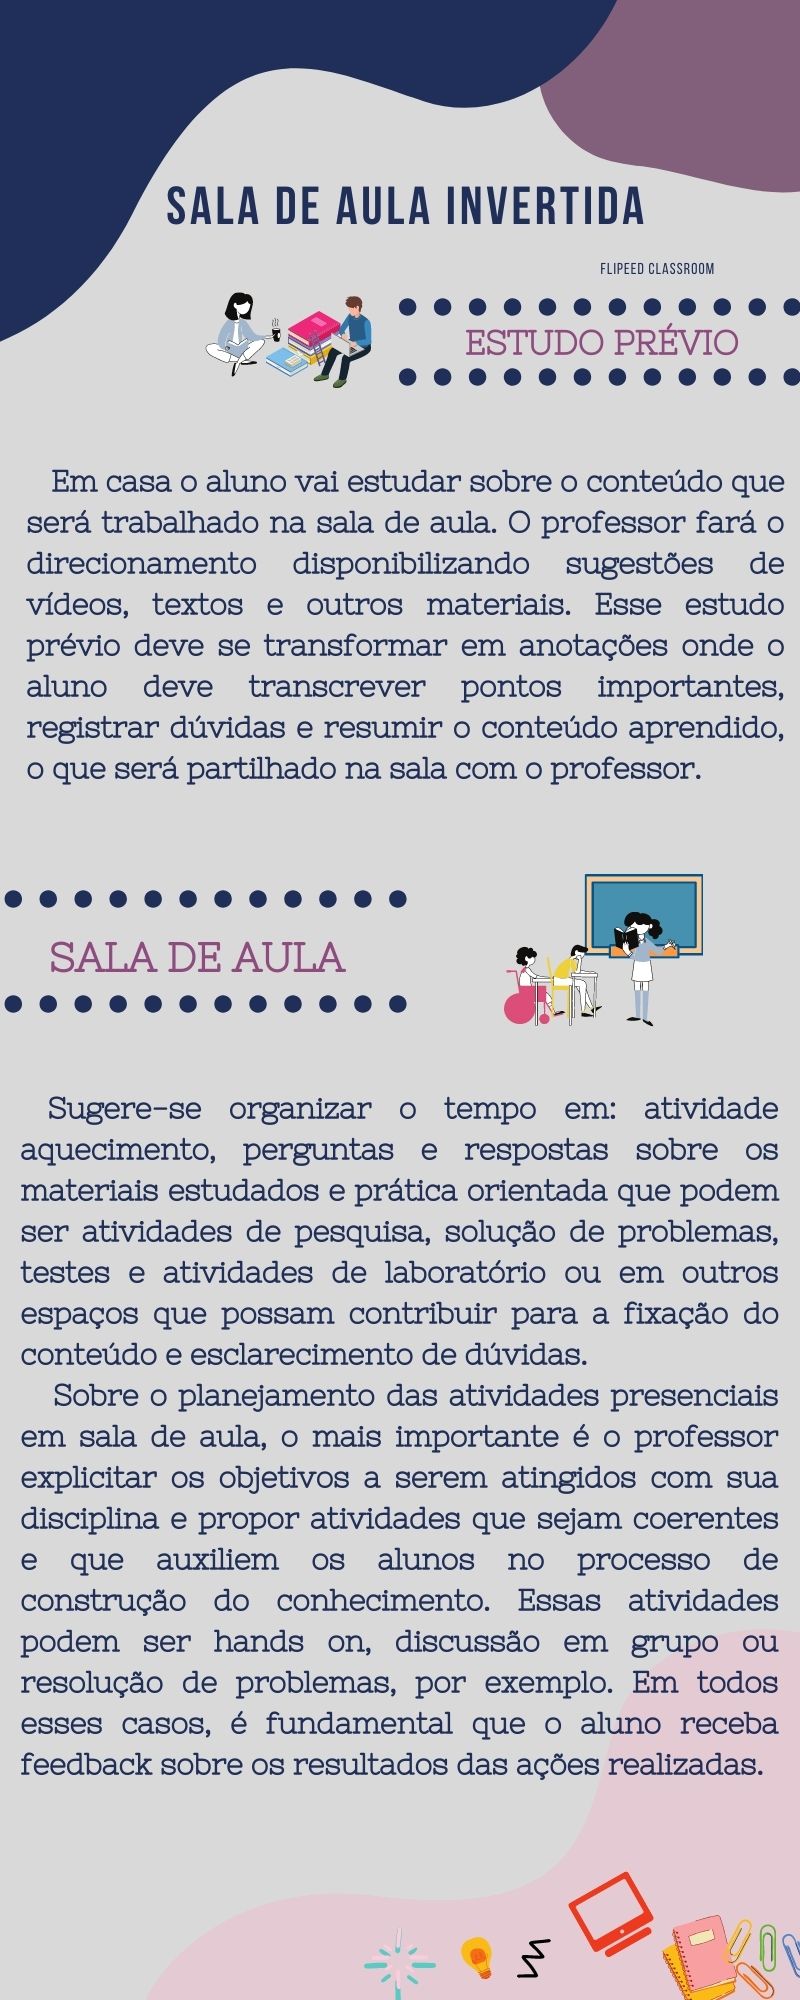 SALA DE AULA INVERTIDA
FLIPEED CLASSROOM
ESTUDO PRÉVIO
Em casa o aluno vai estudar sobre o conteúdo que
será trabalhado na sala de aula. O professor fará o
direcionamento disponibilizando sugestões de
vídeos, textos e outros materiais. Esse estudo
prévio deve se transformar em anotações onde o
aluno deve transcrever pontos importantes,
registrar dúvidas e resumir o conteúdo aprendido,
o que será partilhado na sala com o professor.
SALA DE AULA
Sugere-se organizar o tempo em: atividade
aquecimento, perguntas e respostas sobre os
materiais estudados e prática orientada que podem
ser atividades de pesquisa, solução de problemas,
testes e atividades de laboratório ou em outros
espaços que possam contribuir para a fixação do
conteúdo e esclarecimento de dúvidas.
Sobre o planejamento das atividades presenciais
em sala de aula, o mais importante é o professor
explicitar os objetivos a serem atingidos com sua
disciplina e propor atividades que sejam coerentes
e que auxiliem os alunos no processo de
construção do conhecimento. Essas atividades
podem ser hands on, discussão em grupo ou
resolução de problemas, por exemplo. Em todos
esses casos, é fundamental que o aluno receba
feedback sobre os resultados das ações realizadas.